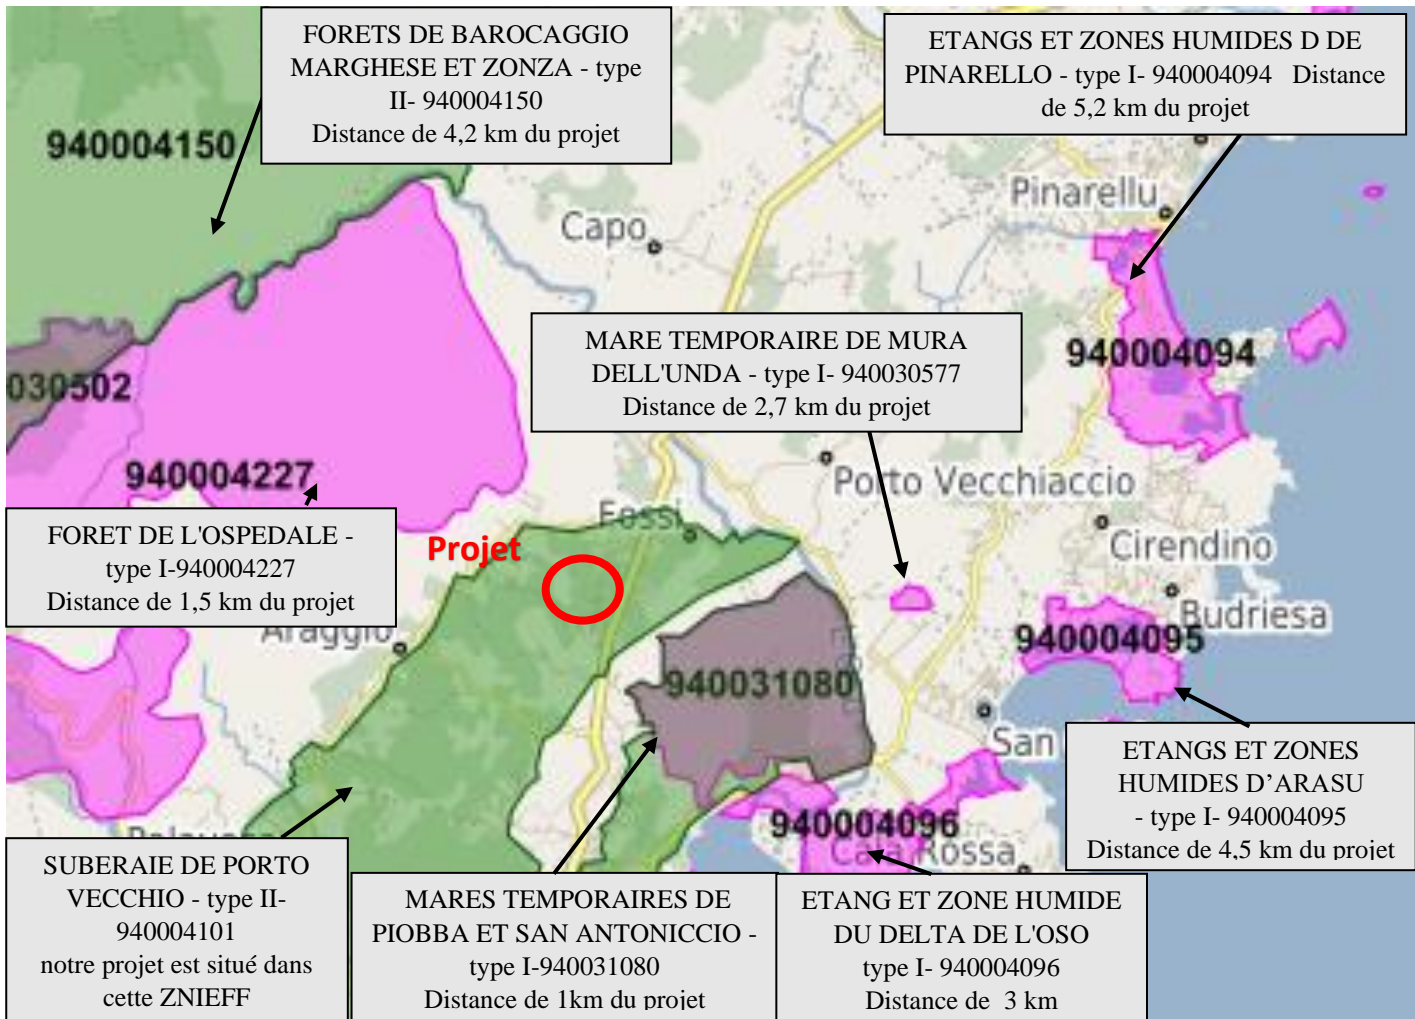 FORETS DE BAROCAGGIO
MARGHESE ET ZONZA - type
II- 940004150
Distance de 4,2 km du projet
ETANGS ET ZONES HUMIDES D DE
PINARELLO - type I- 940004094 Distance
de 5,2 km du projet
940004150
Pinarellu
Capo
MARE TEMPORAIRE DE MURA
DELL'UNDA - type I- 940030577
Distance de 2,7 km du projet
940004094
030502
940004227
Porto Vecchiaccio
FORET DE L'OSPEDALE -
type I-940004227
Distance de 1,5 km du projet
Fossi
Projet
Cirendino
Araggio
Budriesa
940004095
940031080
San
ETANGS ET ZONES
HUMIDES D’ARASU
- type I- 940004095
Distance de 4,5 km du projet
940004096
Cala Rossa
SUBERAIE DE PORTO
VECCHIO - type II-
940004101
notre projet est situé dans
cette ZNIEFF
MARES TEMPORAIRES DE
PIOBBA ET SAN ANTONICCIO -
type I-940031080
Distance de 1km du projet
ETANG ET ZONE HUMIDE
DU DELTA DE L'OSO
type I- 940004096
Distance de 3 km